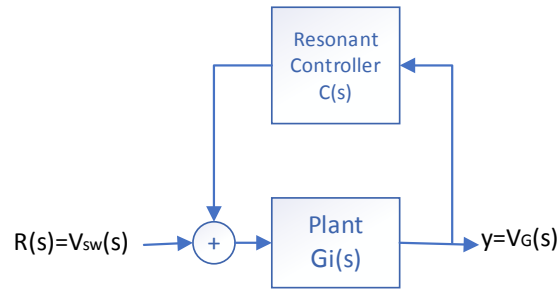 Resonant
Controller
C(s)
R(s)=Vsw(s)
+
Plant
Gi(s)
y=VG(s)